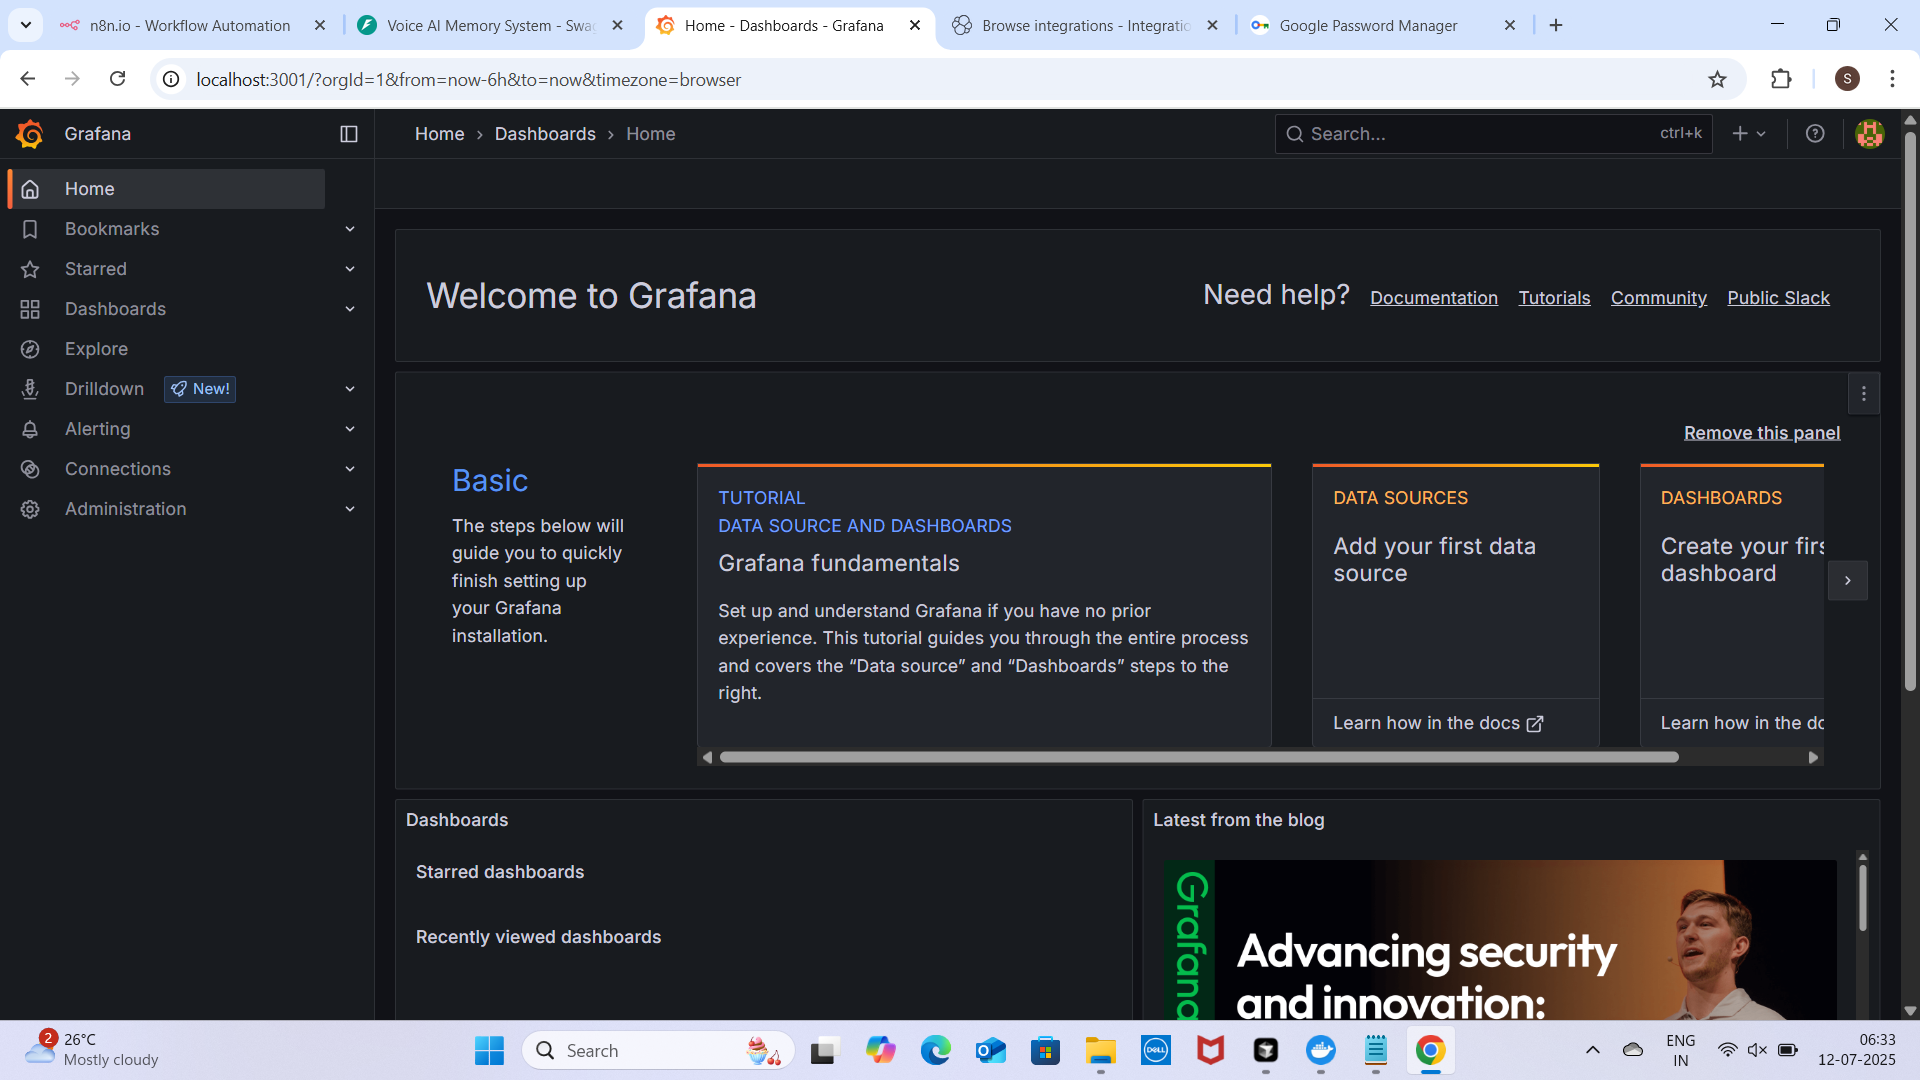 n8n.io - Workflow Automation
Voice AI Memory System - Swag
Home - Dashboards - Grafana
Browse integrations - Integratio
Google Password Manager
localhost:3001/?orgId=1&from=now-6h&to=now&timezone=browser
S
Grafana
Home › Dashboards › Home
Search...
ctrl+k
Home
Bookmarks
Starred
Dashboards
Explore
Drilldown
New!
Alerting
Connections
Administration
Welcome to Grafana
Need help?
Documentation
Tutorials
Community
Public Slack
Remove this panel
Basic
The steps below will
guide you to quickly
finish setting up
your Grafana
installation.
TUTORIAL
DATA SOURCE AND DASHBOARDS
Grafana fundamentals
Set up and understand Grafana if you have no prior
experience. This tutorial guides you through the entire process
and covers the “Data source” and “Dashboards” steps to the
right.
DATA SOURCES
Add your first data
source
Learn how in the docs
DASHBOARDS
Create your firs
dashboard
Learn how in the do
Dashboards
Starred dashboards
Recently viewed dashboards
Latest from the blog
Grafana
Advancing security
and innovation:
2
26°C
Mostly cloudy
Search
DELL
ENG
IN
06:33
12-07-2025